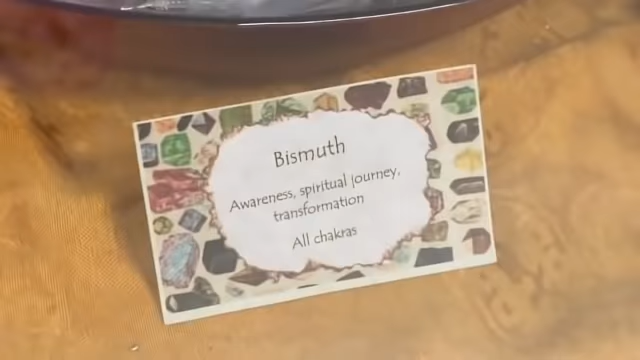 Bismuth
Awareness, spiritual journey,
transformation
All chakras